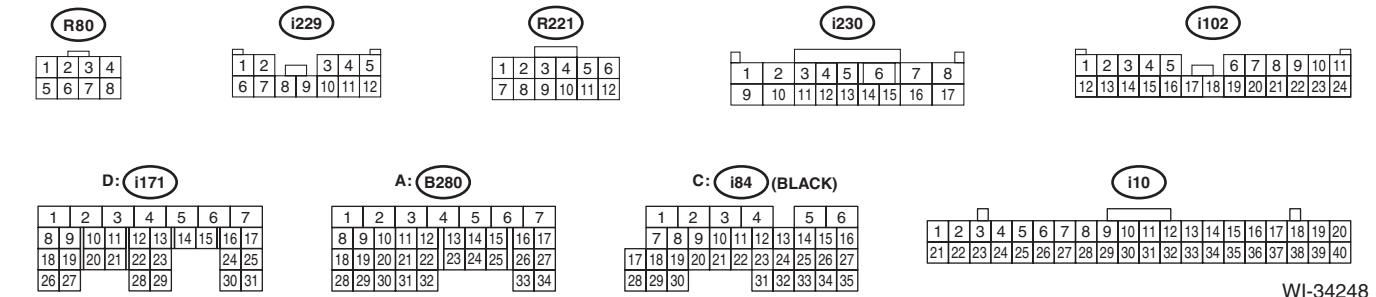 R80 i229 R221 i230 i102
1 2 3 4
5 6 7 8
1 2 3 4 5
6 7 8 9 10 11 12
1 2 3 4 5 6
7 8 9 10 11 12
1 2 3 4 5 6 7 8
9 10 11 12 13 14 15 16 17
1 2 3 4 5 6 7 8 9 10 11
12 13 14 15 16 17 18 19 20 21 22 23 24
D: i171 A: B280 C: i84 (BLACK) i10
1 2 3 4 5 6 7
8 9 10 11 12 13 14 15 16 17
18 19 20 21 22 23 24 25
26 27 28 29 30 31
1 2 3 4 5 6 7
8 9 10 11 12 13 14 15 16 17
18 19 20 21 22 23 24 25 26 27
28 29 30 31 32 33 34
1 2 3 4 5 6
7 8 9 10 11 12 13 14 15 16
17 18 19 20 21 22 23 24 25 26 27
28 29 30 31 32 33 34 35
1 2 3 4 5 6 7 8 9 10 11 12 13 14 15 16 17 18 19 20
21 22 23 24 25 26 27 28 29 30 31 32 33 34 35 36 37 38 39 40
WI-34248